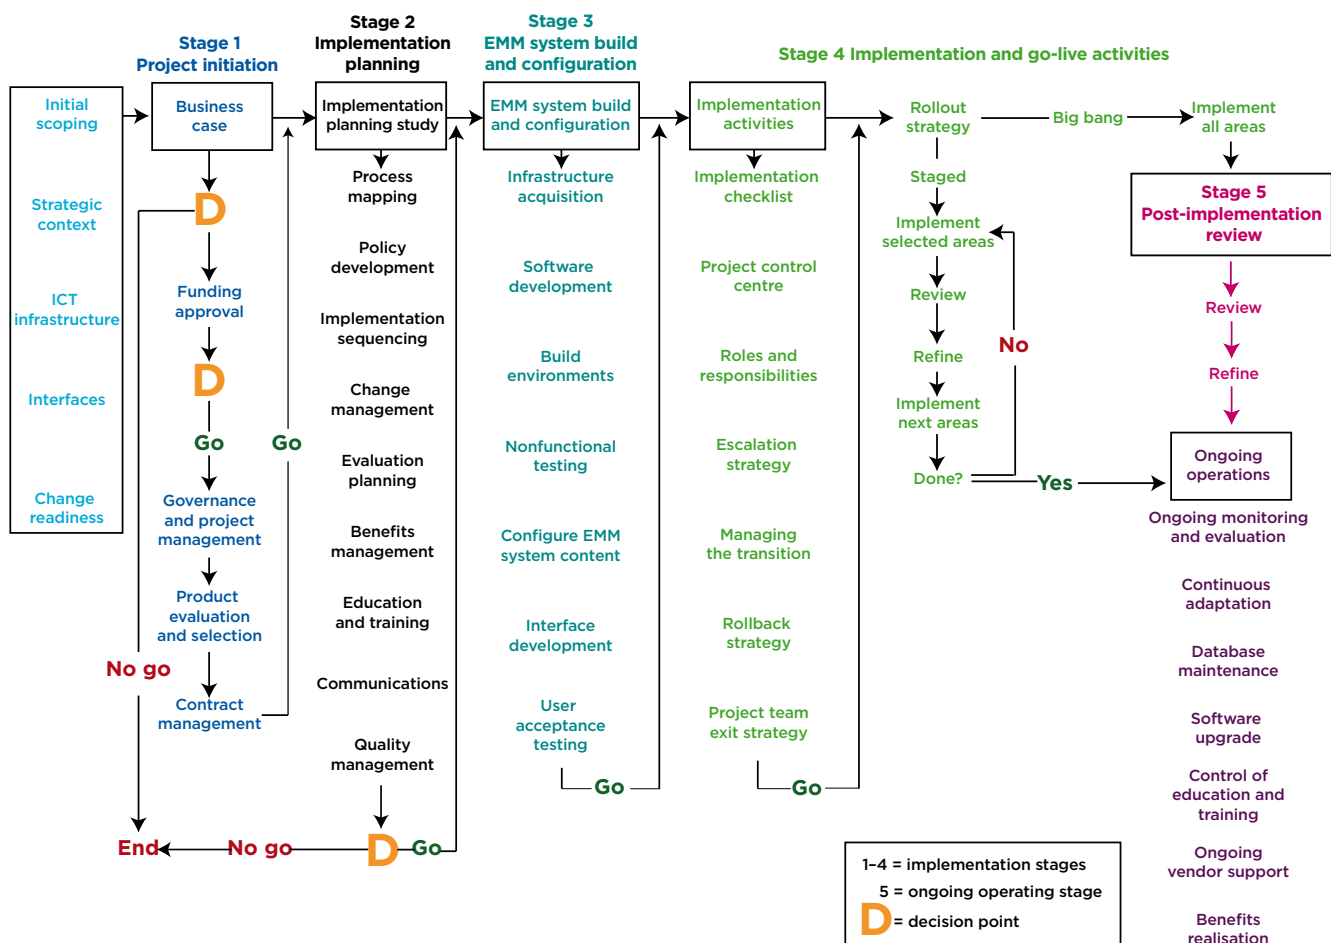 Stage 1
Project initiation
Stage 2
Implementation
planning
Stage 3
EMM system build
and configuration
Stage 4 Implementation and go-live activities
Initial
scoping
Strategic
context
ICT
infrastructure
Interfaces
Change
readiness
Business
case
D
Funding
approval
D
Go
Governance
and project
management
Product
evaluation
and selection
Contract
management
No go
End
Go
Implementation
planning study
Process
mapping
Policy
development
Implementation
sequencing
Change
management
Evaluation
planning
Benefits
management
Education
and training
Communications
Quality
management
D
No go
Go
EMM system build
and configuration
Infrastructure
acquisition
Software
development
Build
environments
Nonfunctional
testing
Configure EMM
system content
Interface
development
User
acceptance
testing
Go
Implementation
activities
Implementation
checklist
Project control
centre
Roles and
responsibilities
Escalation
strategy
Managing
the transition
Rollback
strategy
Project team
exit strategy
Go
Rollout
strategy
Big bang
Implement
all areas
Staged
Implement
selected areas
Review
Refine
Implement
next areas
Done?
No
Yes
Stage 5
Post-implementation
review
Review
Refine
Ongoing
operations
Ongoing monitoring
and evaluation
Continuous
adaptation
Database
maintenance
Software
upgrade
Control of
education and
training
Ongoing
vendor support
Benefits
realisation
1–4 = implementation stages
5 = ongoing operating stage
D = decision point